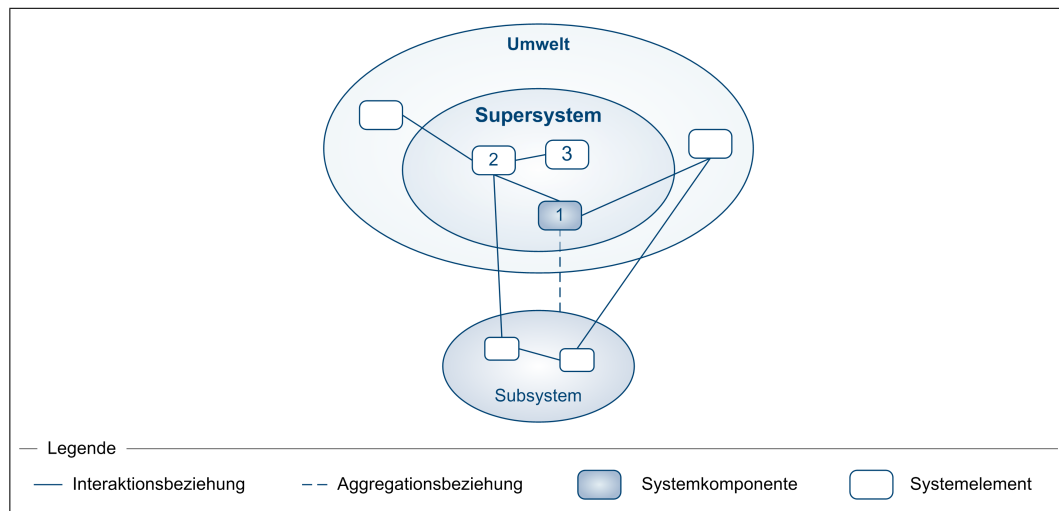 Umwelt
Supersystem
2
3
1
Subsystem
Legende
Interaktionsbeziehung
Aggregationsbeziehung
Systemkomponente
Systemelement